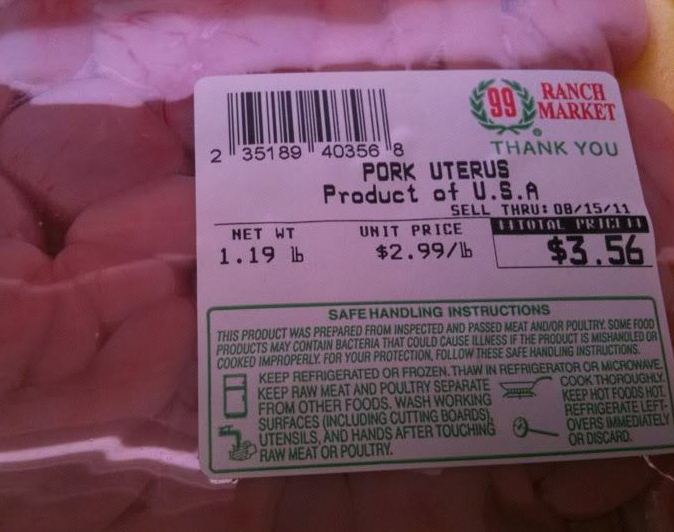 99 RANCH MARKET
THANK YOU
2 35189 40356 8
PORK UTERUS
Product of U.S.A
SELL THRU: 08/15/11
NET WT
UNIT PRICE
TOTAL PRICE
1.19 lb
$2.99/lb
$3.56
SAFE HANDLING INSTRUCTIONS
THIS PRODUCT WAS PREPARED FROM INSPECTED AND PASSED MEAT AND/OR POULTRY. SOME FOOD
PRODUCTS MAY CONTAIN BACTERIA THAT COULD CAUSE ILLNESS IF THE PRODUCT IS MISHANDLED OR
COOKED IMPROPERLY. FOR YOUR PROTECTION, FOLLOW THESE SAFE HANDLING INSTRUCTIONS.
KEEP REFRIGERATED OR FROZEN. THAW IN REFRIGERATOR OR MICROWAVE.
KEEP RAW MEAT AND POULTRY SEPARATE
FROM OTHER FOODS. WASH WORKING
SURFACES (INCLUDING CUTTING BOARDS),
UTENSILS, AND HANDS AFTER TOUCHING
RAW MEAT OR POULTRY.
COOK THOROUGHLY.
KEEP HOT FOODS HOT.
REFRIGERATE LEFT-
OVERS IMMEDIATELY
OR DISCARD.